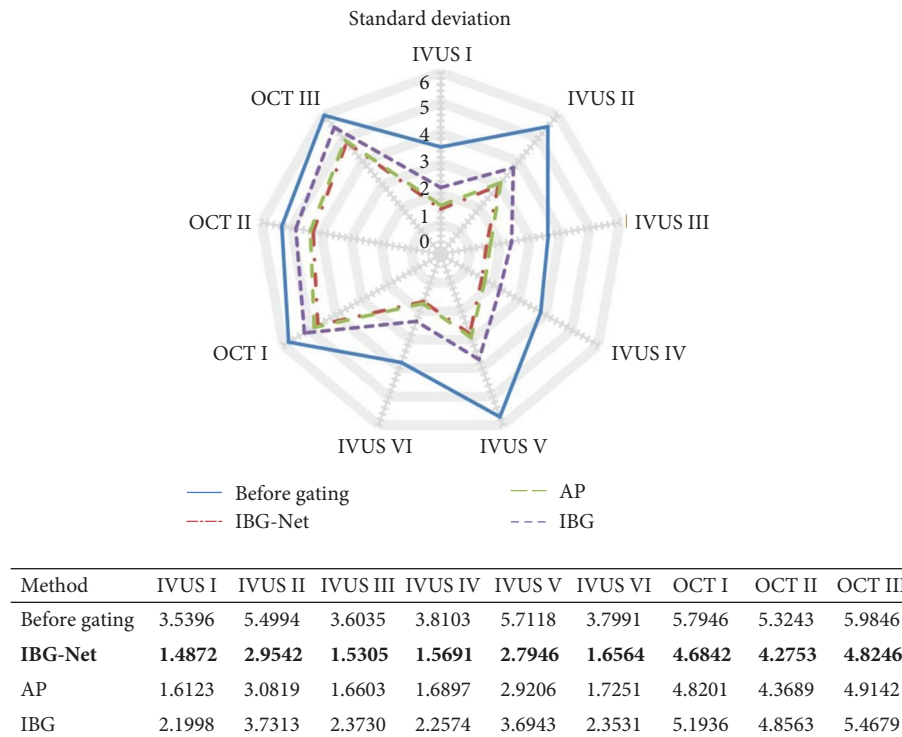 Standard deviation
IVUS I
IVUS II
IVUS III
IVUS IV
IVUS V
IVUS VI
OCT I
OCT II
OCT III
6
5
4
3
2
1
0
Before gating
AP
IBG-Net
IBG
Method IVUS I IVUS II IVUS III IVUS IV IVUS V IVUS VI OCT I OCT II OCT III
Before gating 3.5396 5.4994 3.6035 3.8103 5.7118 3.7991 5.7946 5.3243 5.9846
IBG-Net 1.4872 2.9542 1.5305 1.5691 2.7946 1.6564 4.6842 4.2753 4.8246
AP 1.6123 3.0819 1.6603 1.6897 2.9206 1.7251 4.8201 4.3689 4.9142
IBG 2.1998 3.7313 2.3730 2.2574 3.6943 2.3531 5.1936 4.8563 5.4679